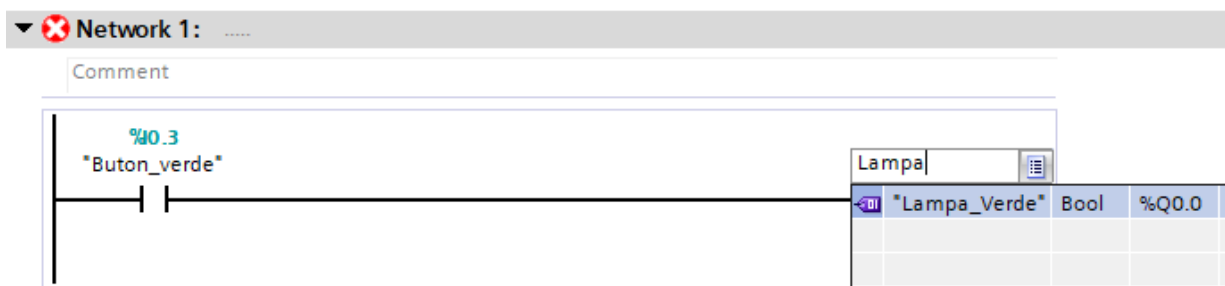 Network 1: .....
Comment
%I0.3
"Buton_verde"
Lampa
"Lampa_Verde" Bool %Q0.0